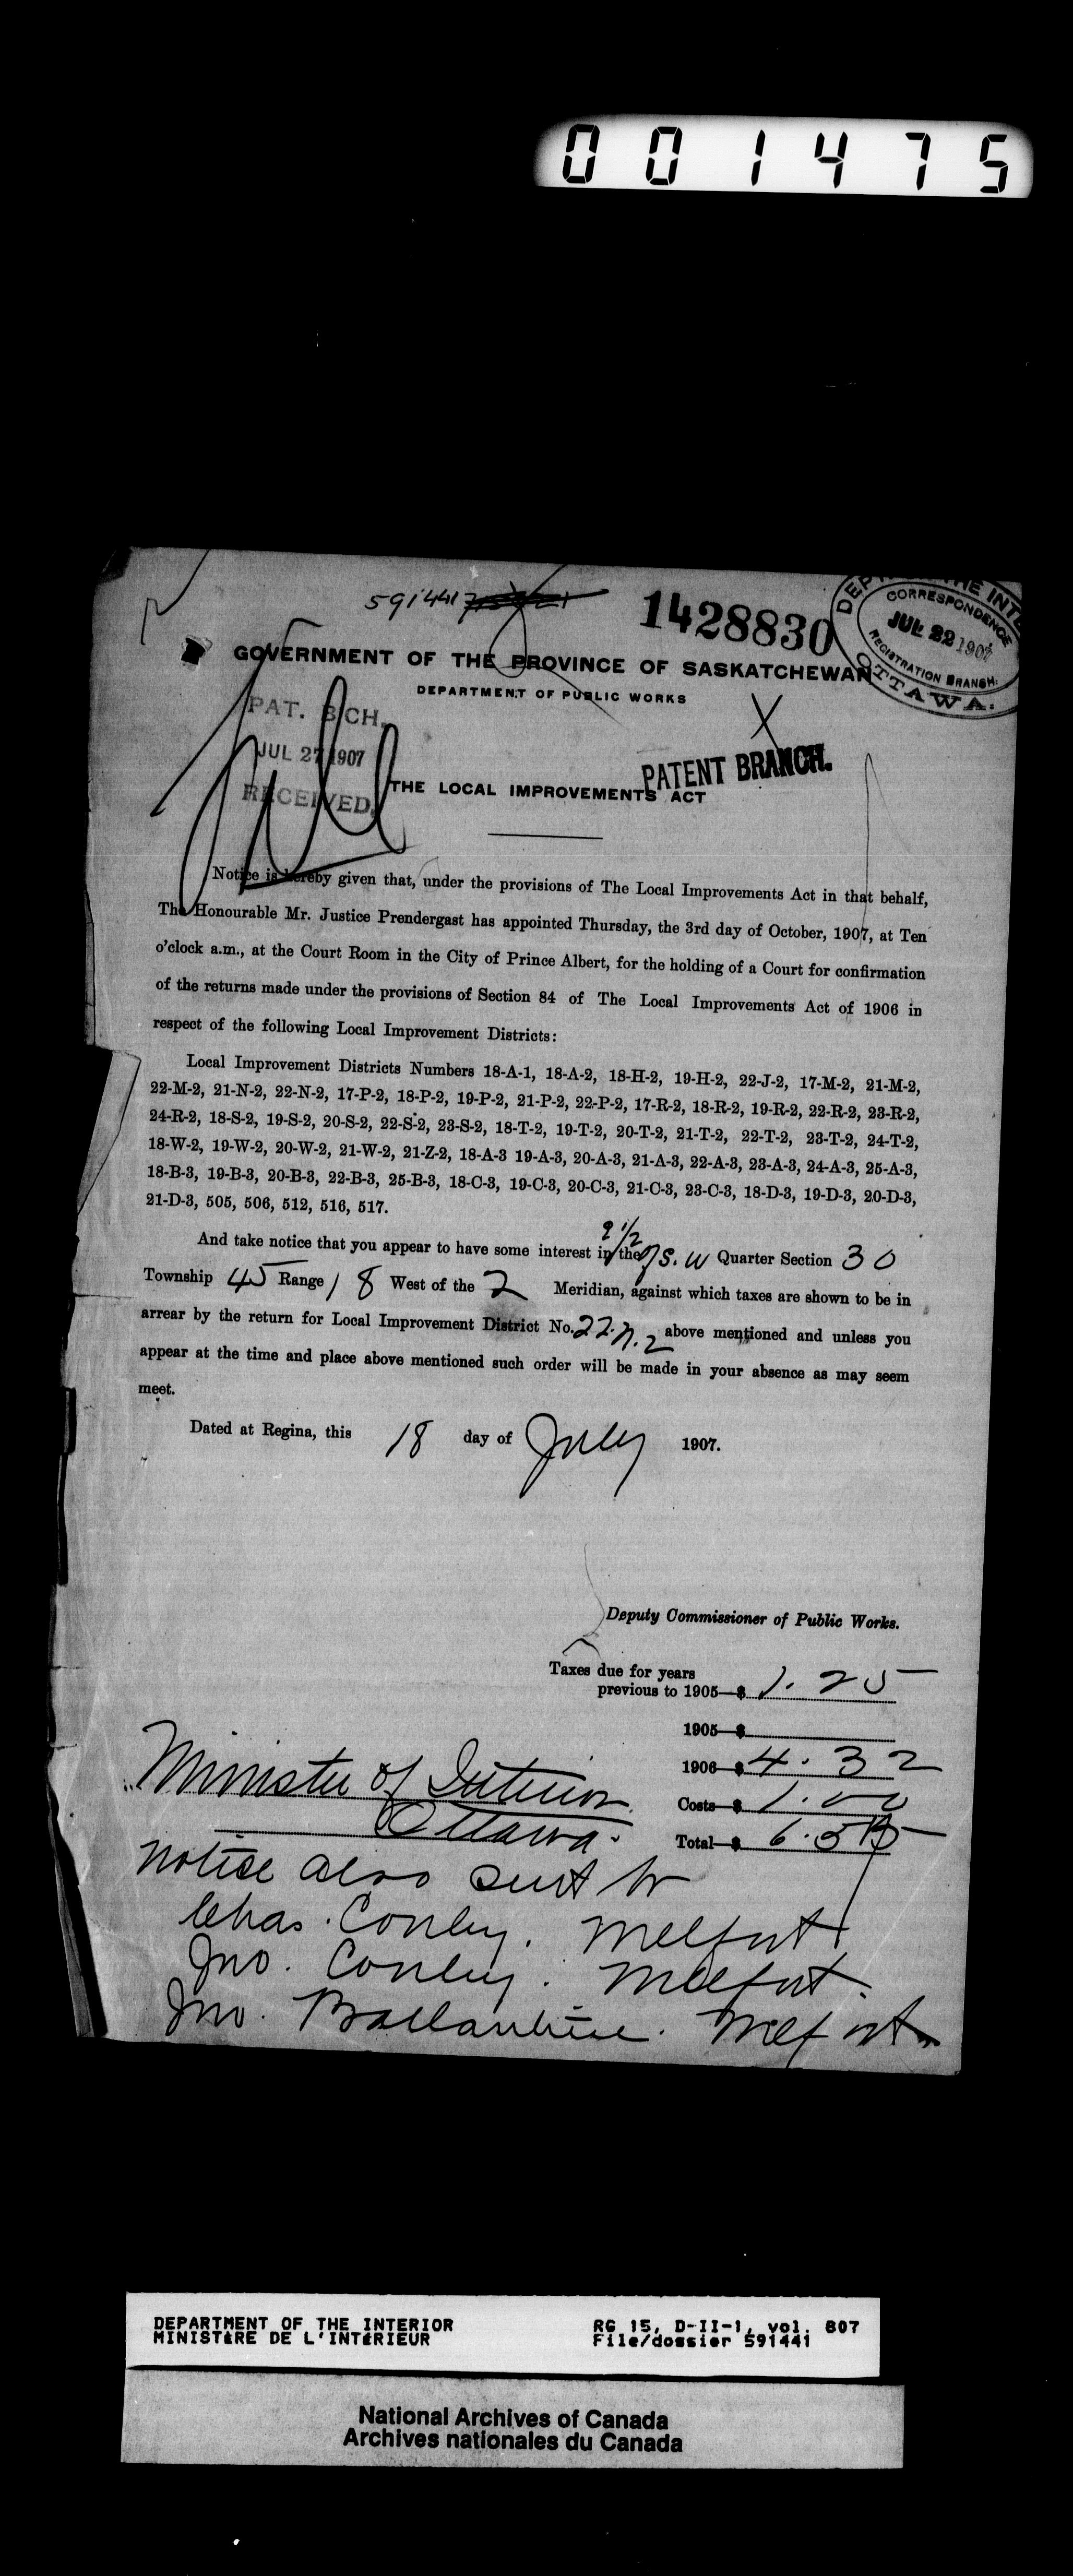 001475
591441
1428830
DEPT. OF THE INTERIOR
CORRESPONDENCE
JUL 22 1907
REGISTRATION BRANCH.
OTTAWA.
GOVERNMENT OF THE PROVINCE OF SASKATCHEWAN
DEPARTMENT OF PUBLIC WORKS
PAT. BCH.
JUL 27 1907
RECEIVED.
PATENT BRANCH.
THE LOCAL IMPROVEMENTS ACT
Notice is hereby given that, under the provisions of The Local Improvements Act in that behalf,
The Honourable Mr. Justice Prendergast has appointed Thursday, the 3rd day of October, 1907, at Ten
o'clock a.m., at the Court Room in the City of Prince Albert, for the holding of a Court for confirmation
of the returns made under the provisions of Section 84 of The Local Improvements Act of 1906 in
respect of the following Local Improvement Districts:
Local Improvement Districts Numbers 18-A-1, 18-A-2, 18-H-2, 19-H-2, 22-J-2, 17-M-2, 21-M-2,
22-M-2, 21-N-2, 22-N-2, 17-P-2, 18-P-2, 19-P-2, 21-P-2, 22-P-2, 17-R-2, 18-R-2, 19-R-2, 22-R-2, 23-R-2,
24-R-2, 18-S-2, 19-S-2, 20-S-2, 22-S-2, 23-S-2, 18-T-2, 19-T-2, 20-T-2, 21-T-2, 22-T-2, 23-T-2, 24-T-2,
18-W-2, 19-W-2, 20-W-2, 21-W-2, 21-Z-2, 18-A-3 19-A-3, 20-A-3, 21-A-3, 22-A-3, 23-A-3, 24-A-3, 25-A-3,
18-B-3, 19-B-3, 20-B-3, 22-B-3, 25-B-3, 18-C-3, 19-C-3, 20-C-3, 21-C-3, 23-C-3, 18-D-3, 19-D-3, 20-D-3,
21-D-3, 505, 506, 512, 516, 517.
And take notice that you appear to have some interest in the 1/2 of S.W Quarter Section 30
Township 45 Range 18 West of the 2 Meridian, against which taxes are shown to be in
arrear by the return for Local Improvement District No. 22.N.2 above mentioned and unless you
appear at the time and place above mentioned such order will be made in your absence as may seem
meet.
Dated at Regina, this 18 day of July 1907.
Deputy Commissioner of Public Works.
Taxes due for years
previous to 1905—$ 1.25
1905—$
1906—$ 4.32
Costs—$ 1.00
Total—$ 6.5
Minister of Interior
Ottawa.
Notice also sent to
Chas. Conley. Melfort
Jno. Conley. Melfort.
Jno. Ballantine. Melfort.
DEPARTMENT OF THE INTERIOR
MINISTÈRE DE L'INTÉRIEUR
RG 15, D-II-1, vol. 807
File/dossier 591441
National Archives of Canada
Archives nationales du Canada